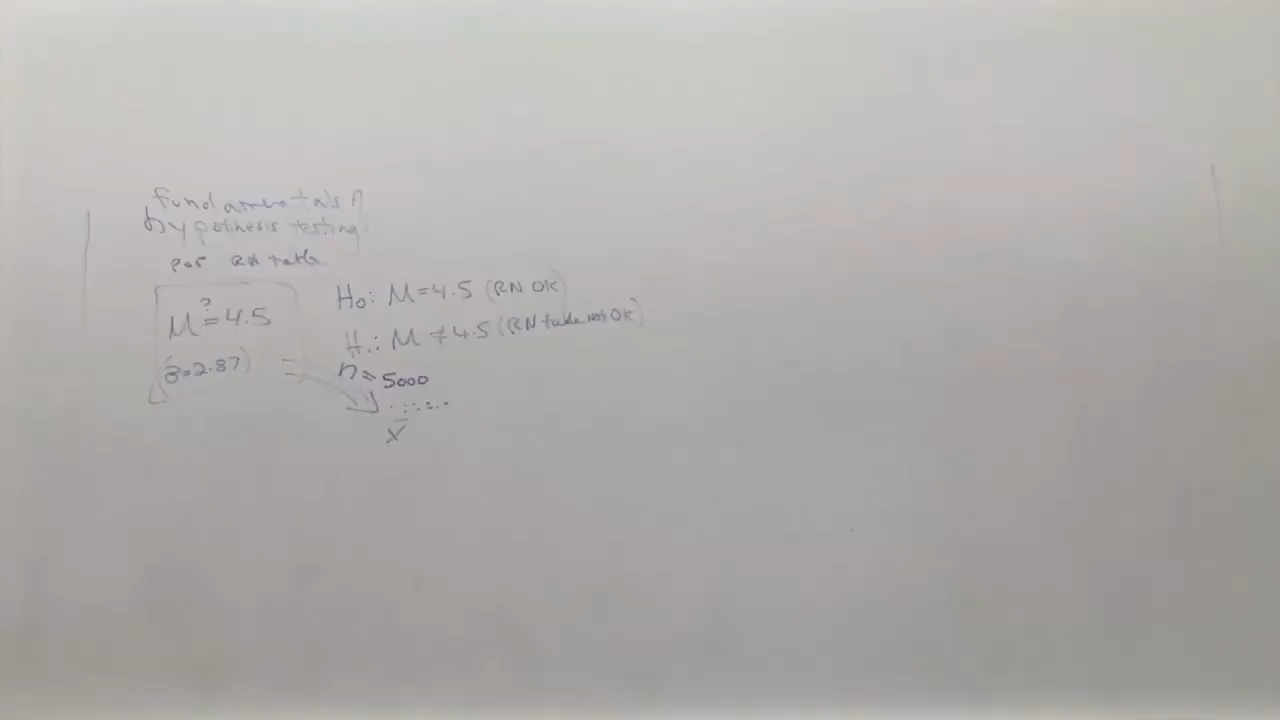 Fundamentals of
hypothesis testing
Pop RN table
M ?= 4.5
σ=2.87)
H0: M=4.5 (RN OK)
H1: M ≠4.5 (RN table not OK)
n = 5000
x̄